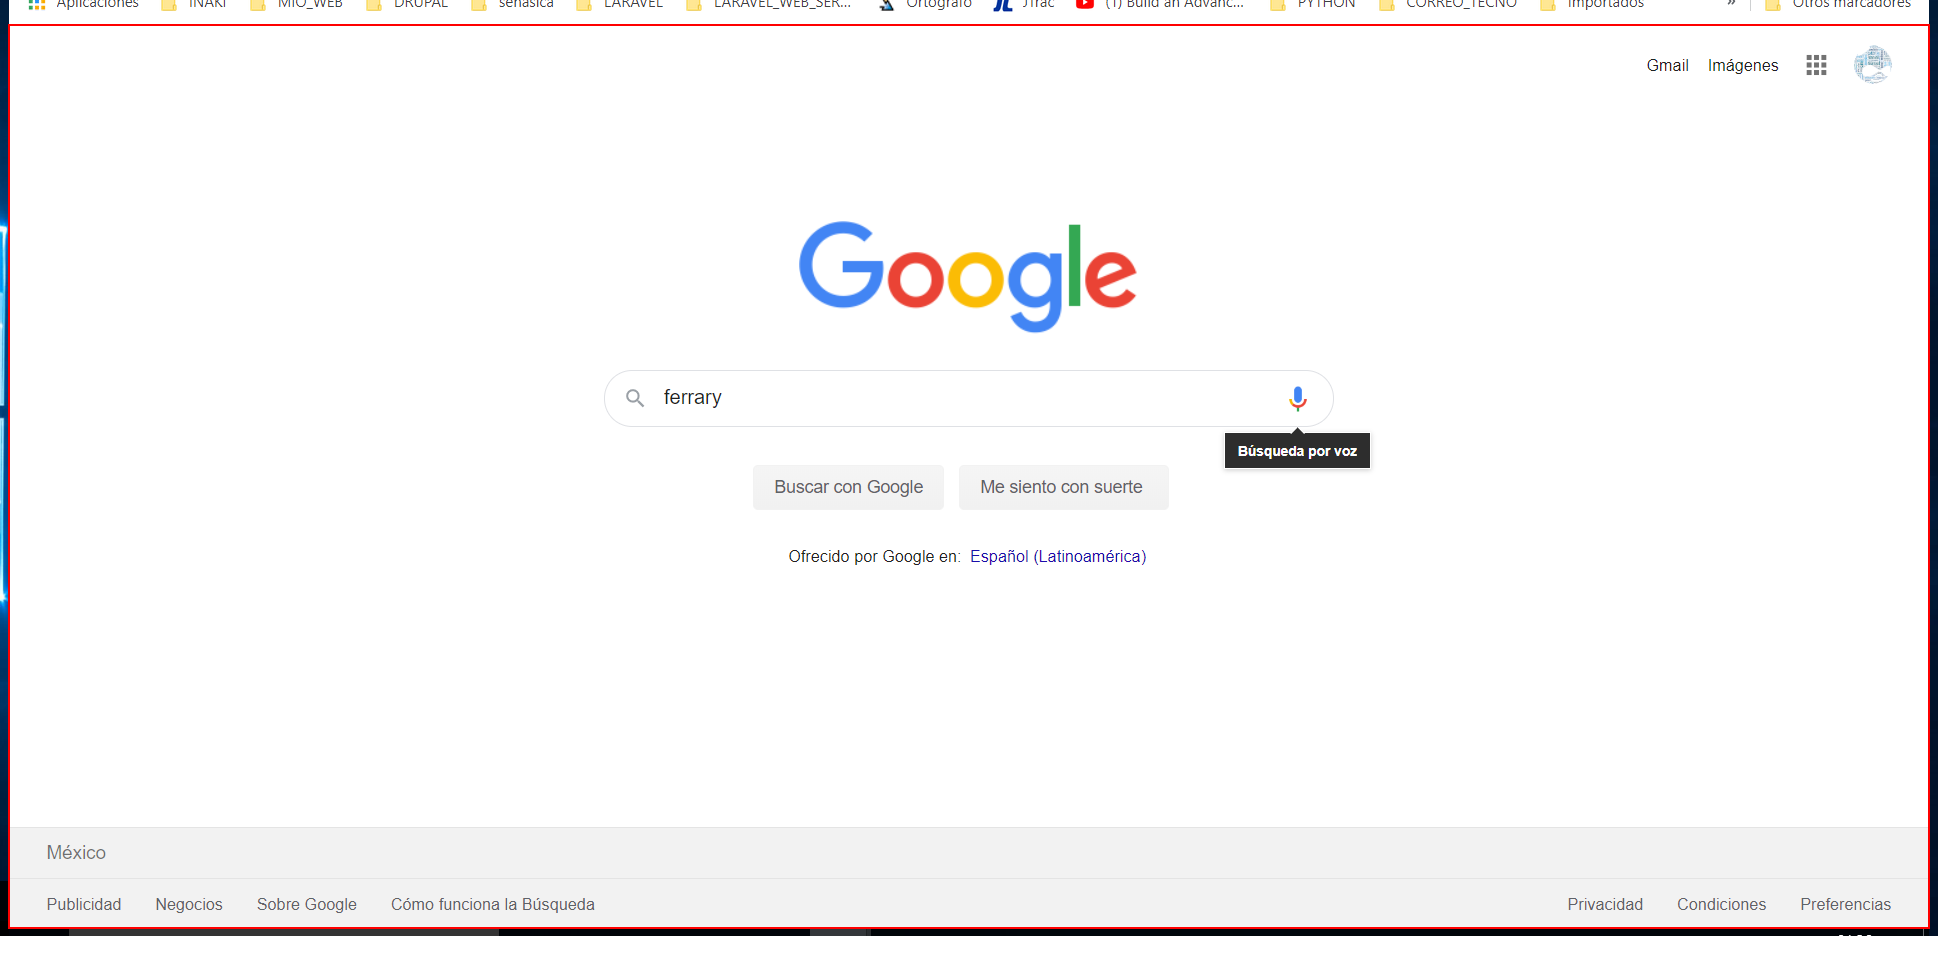 Aplicaciones IÑAKI MIO_WEB DRUPAL senasica LARAVEL LARAVEL_WEB_SER... Ortógrafo JTrac (1) Build an Advanc... PYTHON CORREO_TECNO Importados » Otros marcadores
Gmail Imágenes
Google
ferrary
Búsqueda por voz
Buscar con Google Me siento con suerte
Ofrecido por Google en: Español (Latinoamérica)
México
Publicidad Negocios Sobre Google Cómo funciona la Búsqueda Privacidad Condiciones Preferencias